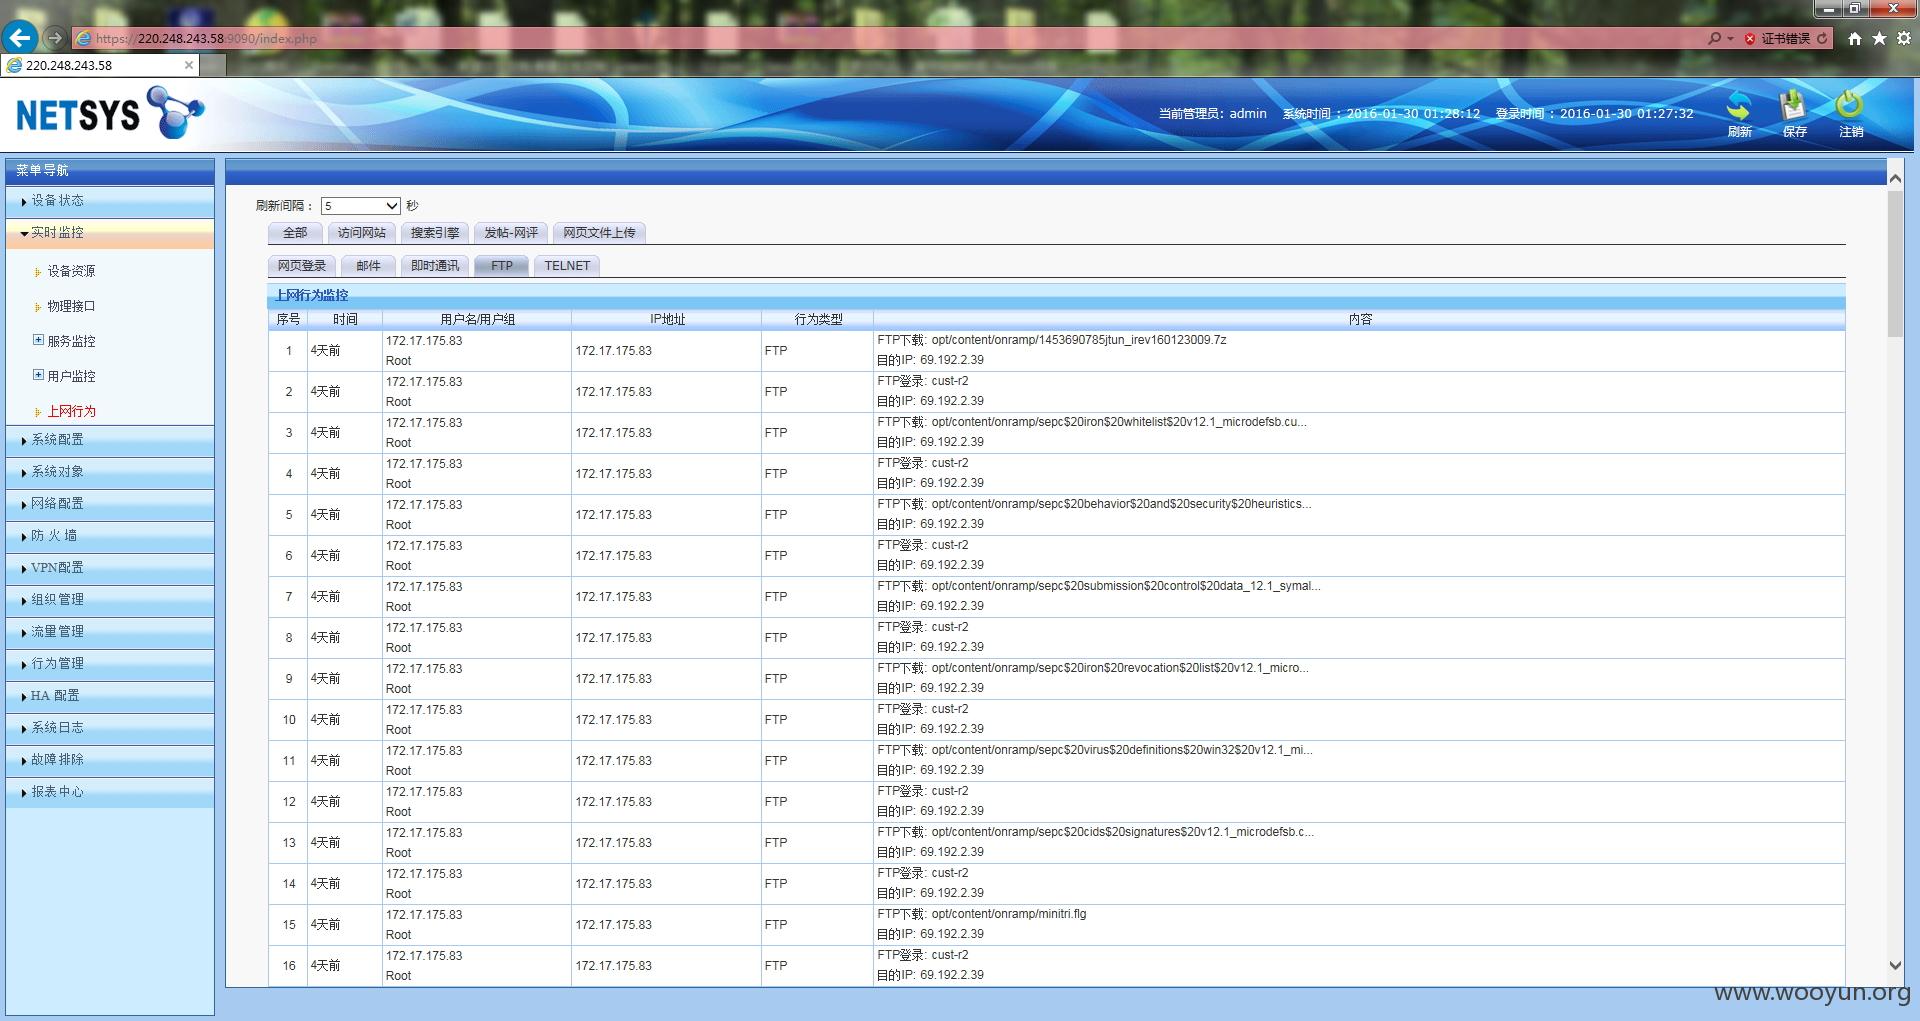 https://220.248.243.58:9090/index.php
证书错误
220.248.243.58
NETSYS
当前管理员: admin 系统时间 : 2016-01-30 01:28:12 登录时间 : 2016-01-30 01:27:32
刷新 保存 注销
菜单导航
设备状态
实时监控
设备资源
物理接口
服务监控
用户监控
上网行为
系统配置
系统对象
网络配置
防 火 墙
VPN配置
组织管理
流量管理
行为管理
HA 配置
系统日志
故障排除
报表中心
刷新间隔 : 5 秒
全部 访问网站 搜索引擎 发帖-网评 网页文件上传
网页登录 邮件 即时通讯 FTP TELNET
上网行为监控
序号 时间 用户名/用户组 IP地址 行为类型 内容
1 4天前 172.17.175.83 Root 172.17.175.83 FTP FTP下载: opt/content/onramp/1453690785jtun_irev160123009.7z
目的IP: 69.192.2.39
2 4天前 172.17.175.83 Root 172.17.175.83 FTP FTP登录: cust-r2
目的IP: 69.192.2.39
3 4天前 172.17.175.83 Root 172.17.175.83 FTP FTP下载: opt/content/onramp/sepc$20iron$20whitelist$20v12.1_microdefsb.cu...
目的IP: 69.192.2.39
4 4天前 172.17.175.83 Root 172.17.175.83 FTP FTP登录: cust-r2
目的IP: 69.192.2.39
5 4天前 172.17.175.83 Root 172.17.175.83 FTP FTP下载: opt/content/onramp/sepc$20behavior$20and$20security$20heuristics...
目的IP: 69.192.2.39
6 4天前 172.17.175.83 Root 172.17.175.83 FTP FTP登录: cust-r2
目的IP: 69.192.2.39
7 4天前 172.17.175.83 Root 172.17.175.83 FTP FTP下载: opt/content/onramp/sepc$20submission$20control$20data_12.1_symal...
目的IP: 69.192.2.39
8 4天前 172.17.175.83 Root 172.17.175.83 FTP FTP登录: cust-r2
目的IP: 69.192.2.39
9 4天前 172.17.175.83 Root 172.17.175.83 FTP FTP下载: opt/content/onramp/sepc$20iron$20revocation$20list$20v12.1_micro...
目的IP: 69.192.2.39
10 4天前 172.17.175.83 Root 172.17.175.83 FTP FTP登录: cust-r2
目的IP: 69.192.2.39
11 4天前 172.17.175.83 Root 172.17.175.83 FTP FTP下载: opt/content/onramp/sepc$20virus$20definitions$20win32$20v12.1_mi...
目的IP: 69.192.2.39
12 4天前 172.17.175.83 Root 172.17.175.83 FTP FTP登录: cust-r2
目的IP: 69.192.2.39
13 4天前 172.17.175.83 Root 172.17.175.83 FTP FTP下载: opt/content/onramp/sepc$20cids$20signatures$20v12.1_microdefsb.c...
目的IP: 69.192.2.39
14 4天前 172.17.175.83 Root 172.17.175.83 FTP FTP登录: cust-r2
目的IP: 69.192.2.39
15 4天前 172.17.175.83 Root 172.17.175.83 FTP FTP下载: opt/content/onramp/minitri.flg
目的IP: 69.192.2.39
16 4天前 172.17.175.83 Root 172.17.175.83 FTP FTP登录: cust-r2
目的IP: 69.192.2.39
www.wooyun.org